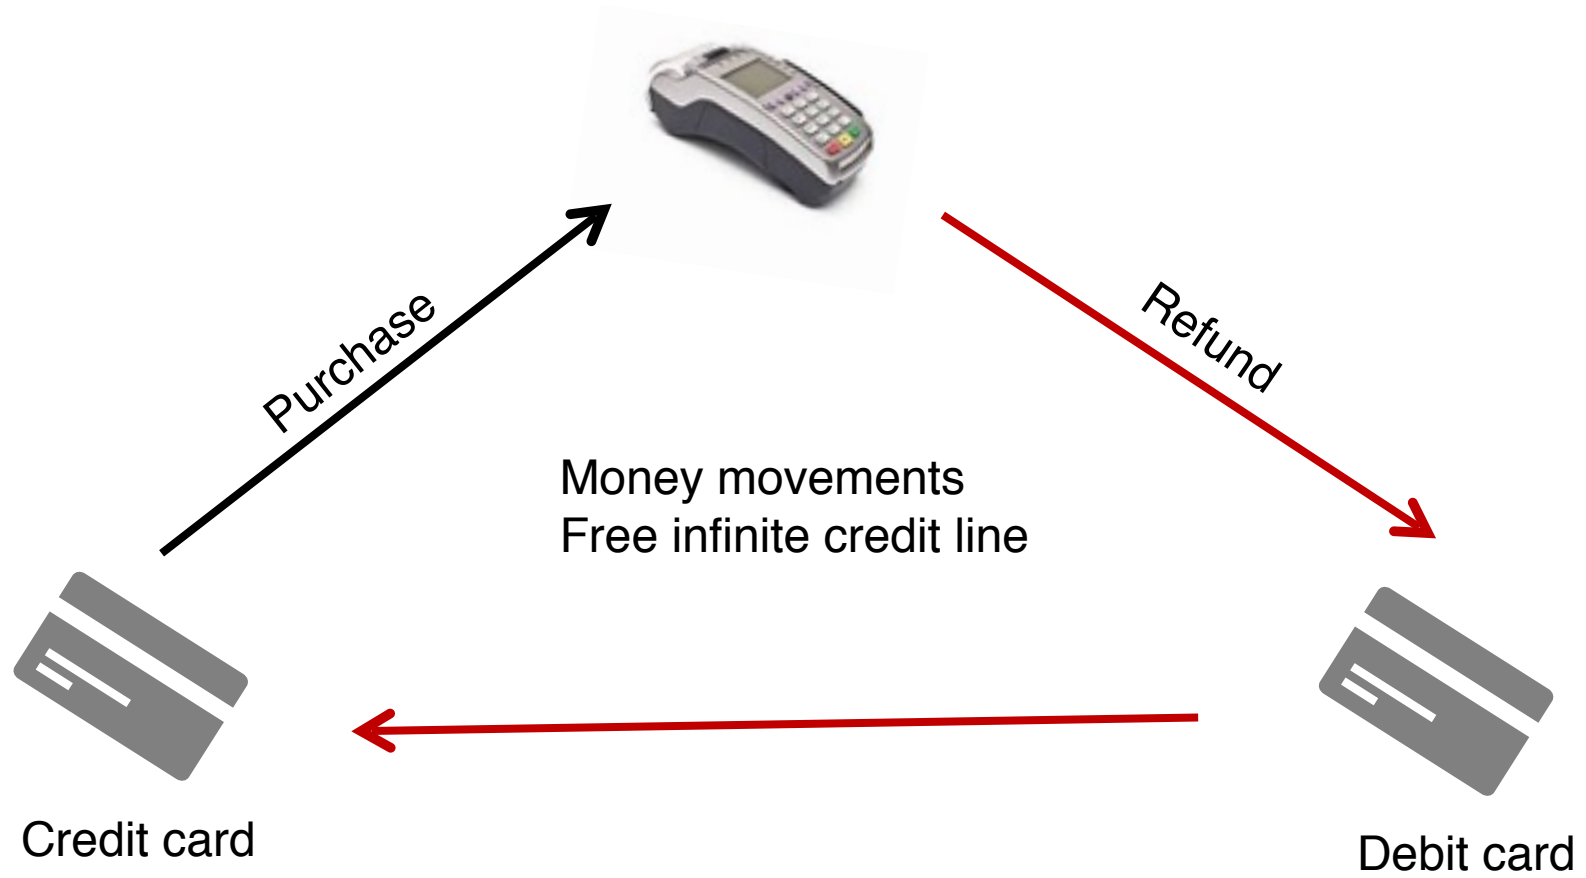 Purchase
Refund
Money movements
Free infinite credit line
Credit card
Debit card